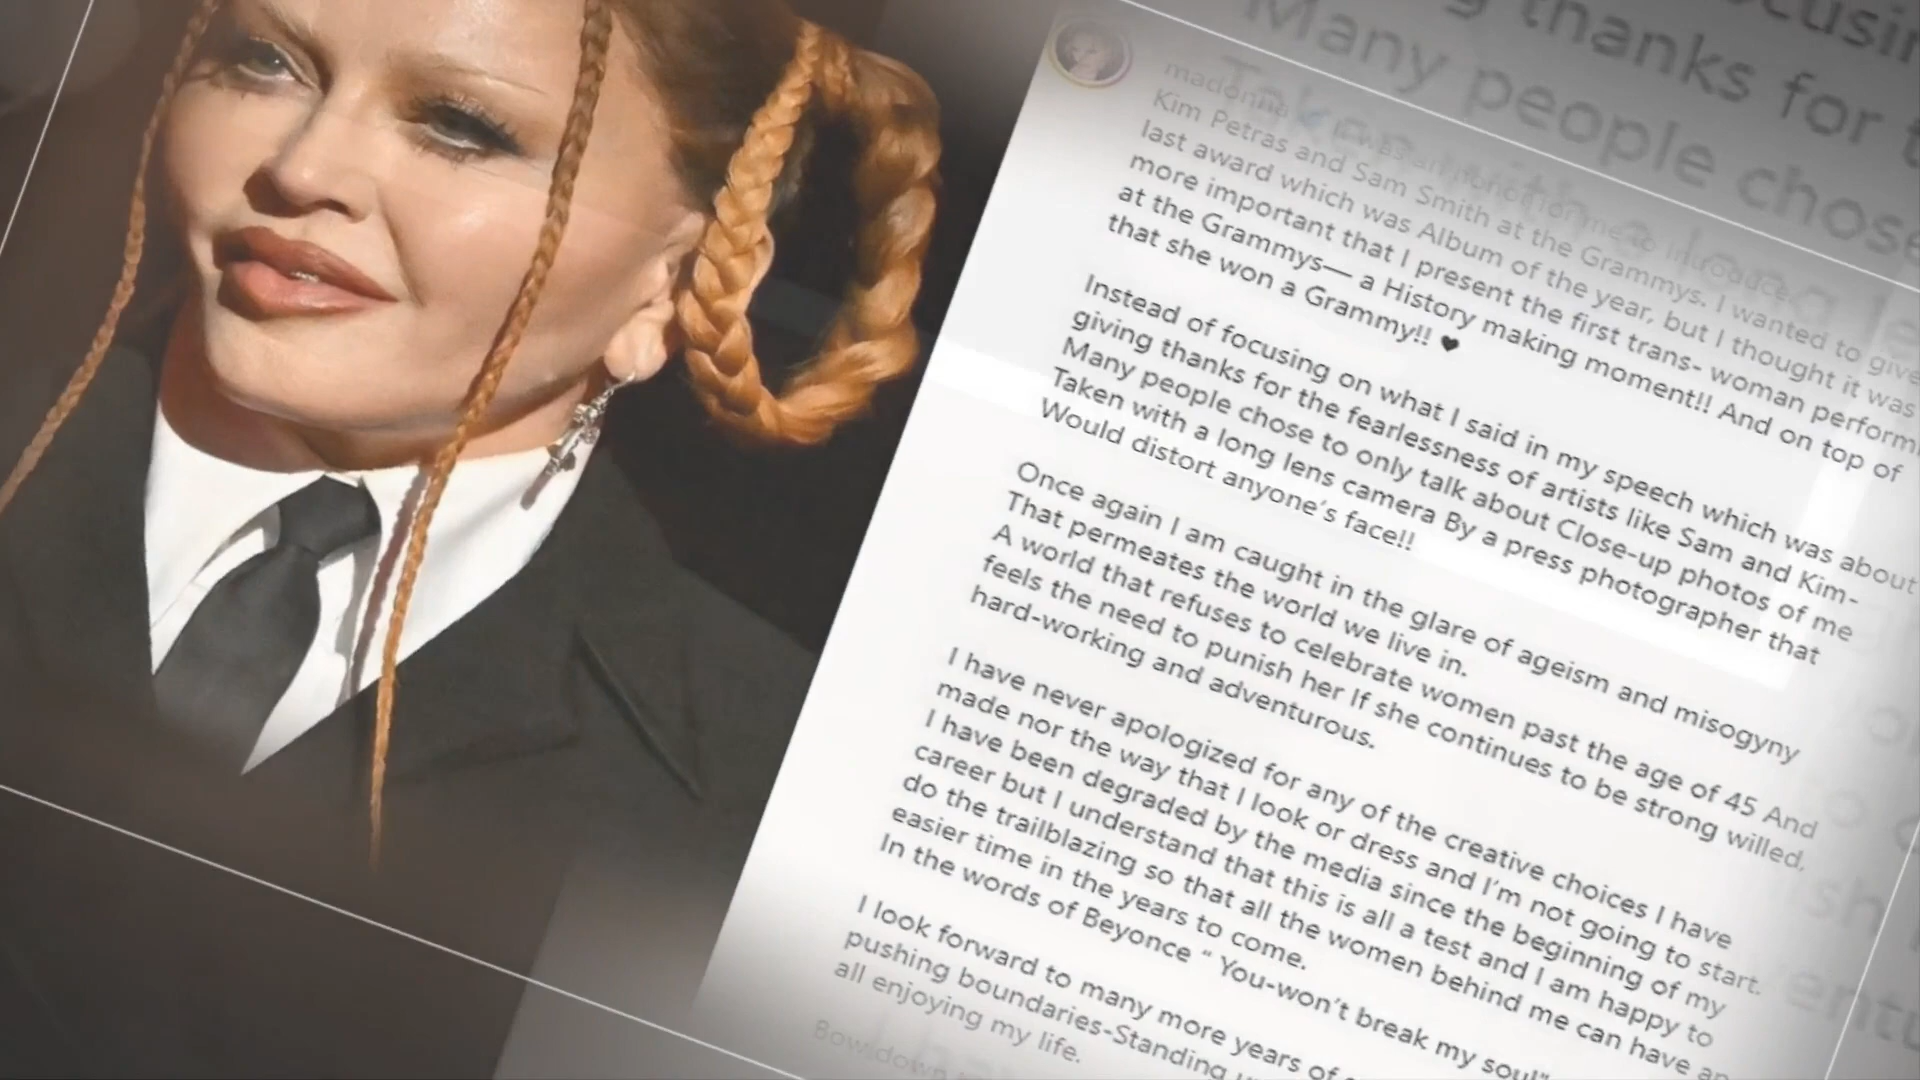 madonna It was an honor for me to introduce
Kim Petras and Sam Smith at the Grammys. I wanted to give
last award which was Album of the year, but I thought it was
more important that I present the first trans- woman perform
at the Grammys— a History making moment!! And on top of
that she won a Grammy!! 🖤
Instead of focusing on what I said in my speech which was about
giving thanks for the fearlessness of artists like Sam and Kim-
Many people chose to only talk about Close-up photos of me
Taken with a long lens camera By a press photographer that
Would distort anyone's face!!
Once again I am caught in the glare of ageism and misogyny
That permeates the world we live in.
A world that refuses to celebrate women past the age of 45 And
feels the need to punish her If she continues to be strong willed,
hard-working and adventurous.
I have never apologized for any of the creative choices I have
made nor the way that I look or dress and I'm not going to start.
I have been degraded by the media since the beginning of my
career but I understand that this is all a test and I am happy to
do the trailblazing so that all the women behind me can have an
easier time in the years to come.
In the words of Beyonce “ You-won't break my soul"
I look forward to many more years of
pushing boundaries-Standing
all enjoying my life.
Bow down
thanks for
Many people chose